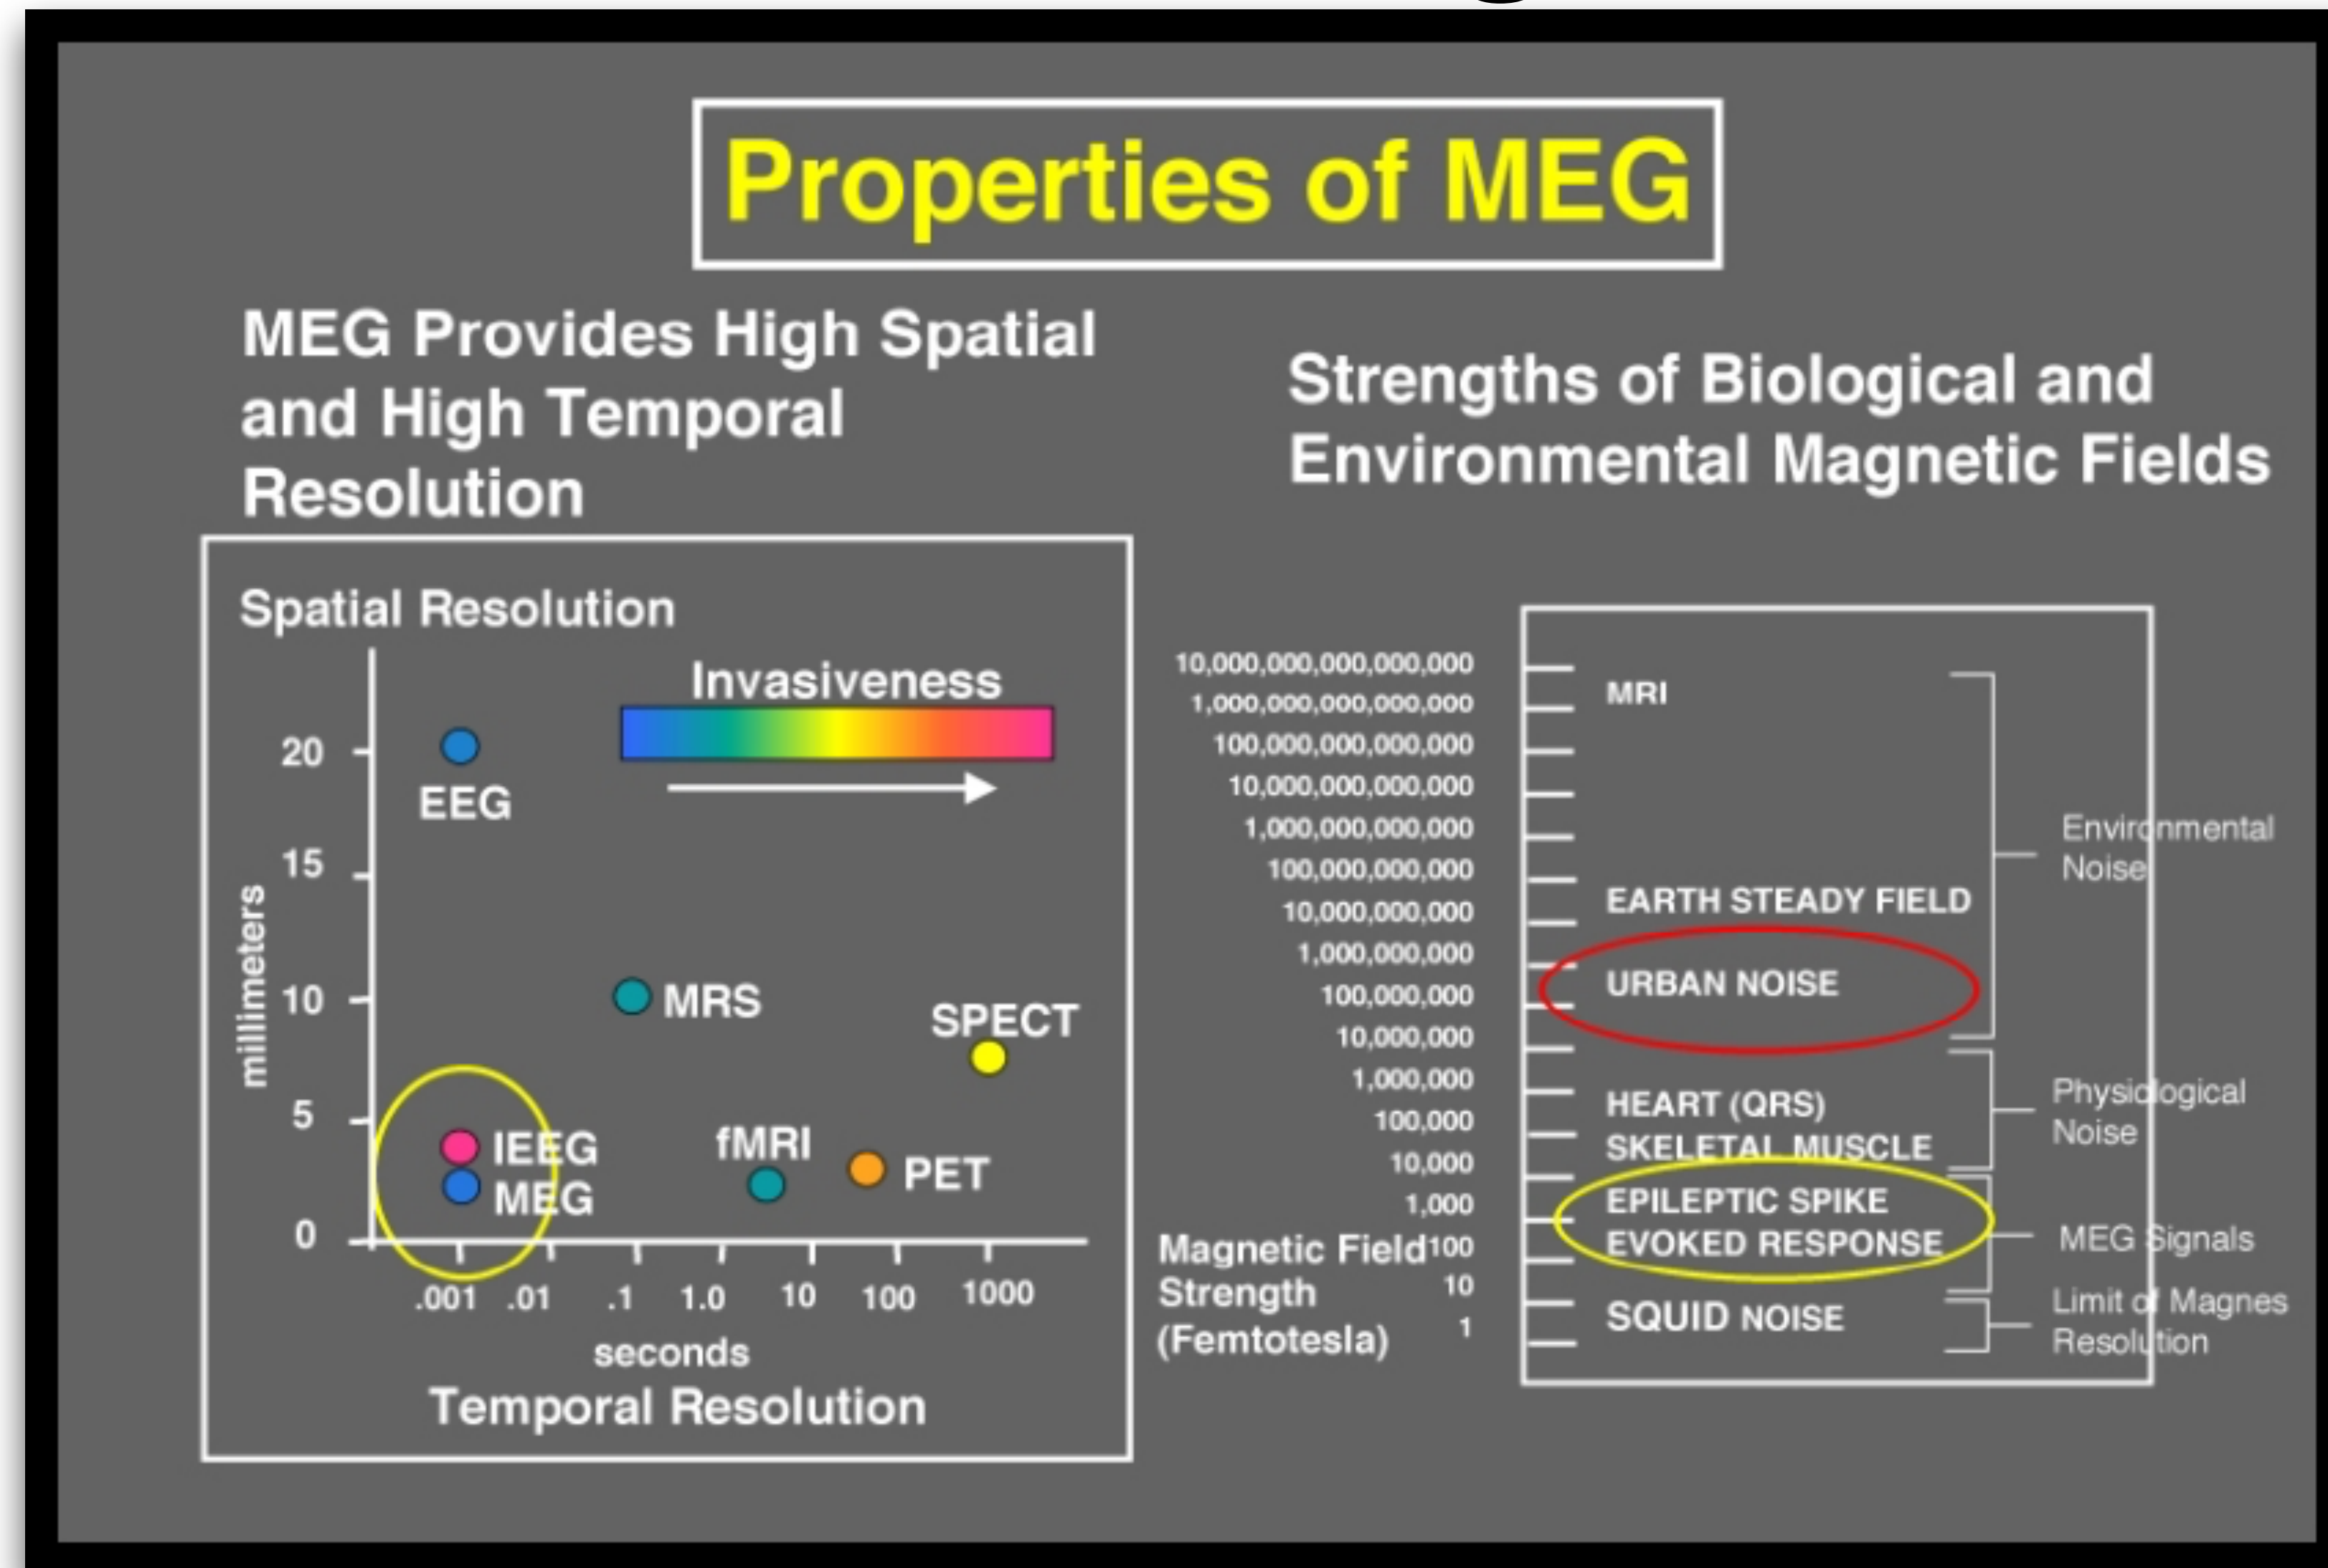 Properties of MEG
MEG Provides High Spatial
and High Temporal
Resolution
Spatial Resolution
Invasiveness
20
15
10
5
0
millimeters
EEG
MRS
SPECT
IEEG
MEG
fMRI
PET
.001 .01 .1 1.0 10 100 1000
seconds
Temporal Resolution
Strengths of Biological and
Environmental Magnetic Fields
10,000,000,000,000,000
1,000,000,000,000,000
100,000,000,000,000
10,000,000,000,000
1,000,000,000,000
100,000,000,000
10,000,000,000
1,000,000,000
100,000,000
10,000,000
1,000,000
100,000
10,000
1,000
100
10
1
Magnetic Field
Strength
(Femtotesla)
MRI
EARTH STEADY FIELD
URBAN NOISE
HEART (QRS)
SKELETAL MUSCLE
EPILEPTIC SPIKE
EVOKED RESPONSE
SQUID NOISE
Environmental
Noise
Physiological
Noise
MEG Signals
Limit of Magnes
Resolution